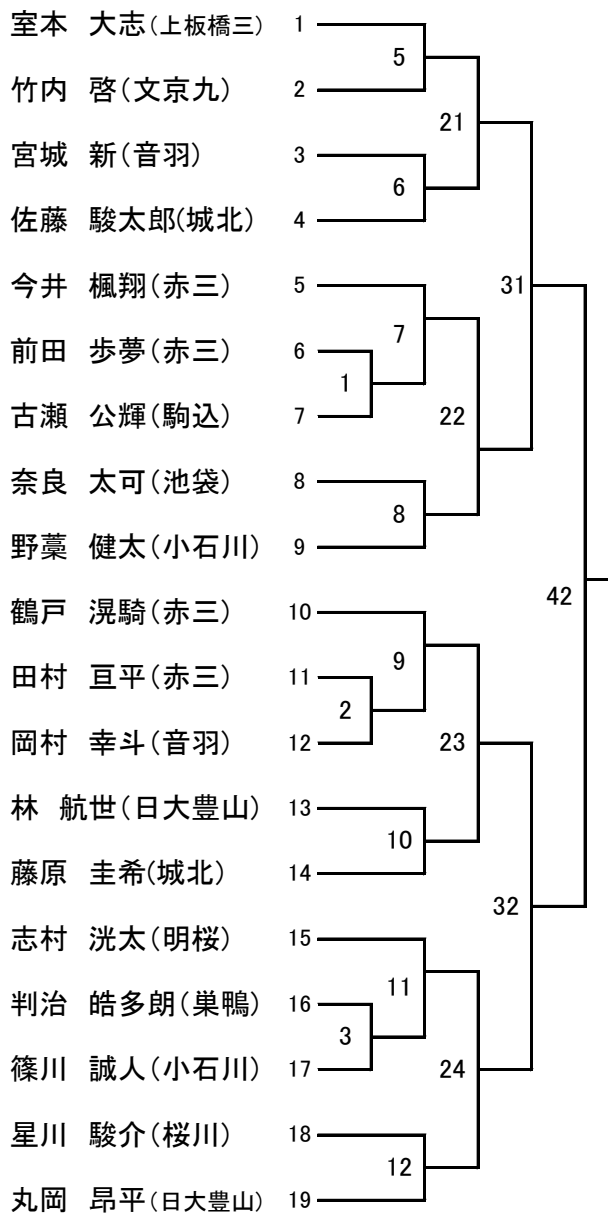 室本 大志(上板橋三) 1
5
竹内 啓(文京九) 2
21
宮城 新(音羽) 3
6
佐藤 駿太郎(城北) 4
今井 楓翔(赤三) 5 31
7
前田 歩夢(赤三) 6
1
古瀬 公輝(駒込) 7 22
奈良 太可(池袋) 8
8
野藁 健太(小石川) 9
42
鶴戸 滉騎(赤三) 10
9
田村 亘平(赤三) 11
2
岡村 幸斗(音羽) 12 23
林 航世(日大豊山) 13
10
藤原 圭希(城北) 14
32
志村 洸太(明桜) 15
11
判治 皓多朗(巣鴨) 16
3
篠川 誠人(小石川) 17 24
星川 駿介(桜川) 18
12
丸岡 昂平(日大豊山) 19